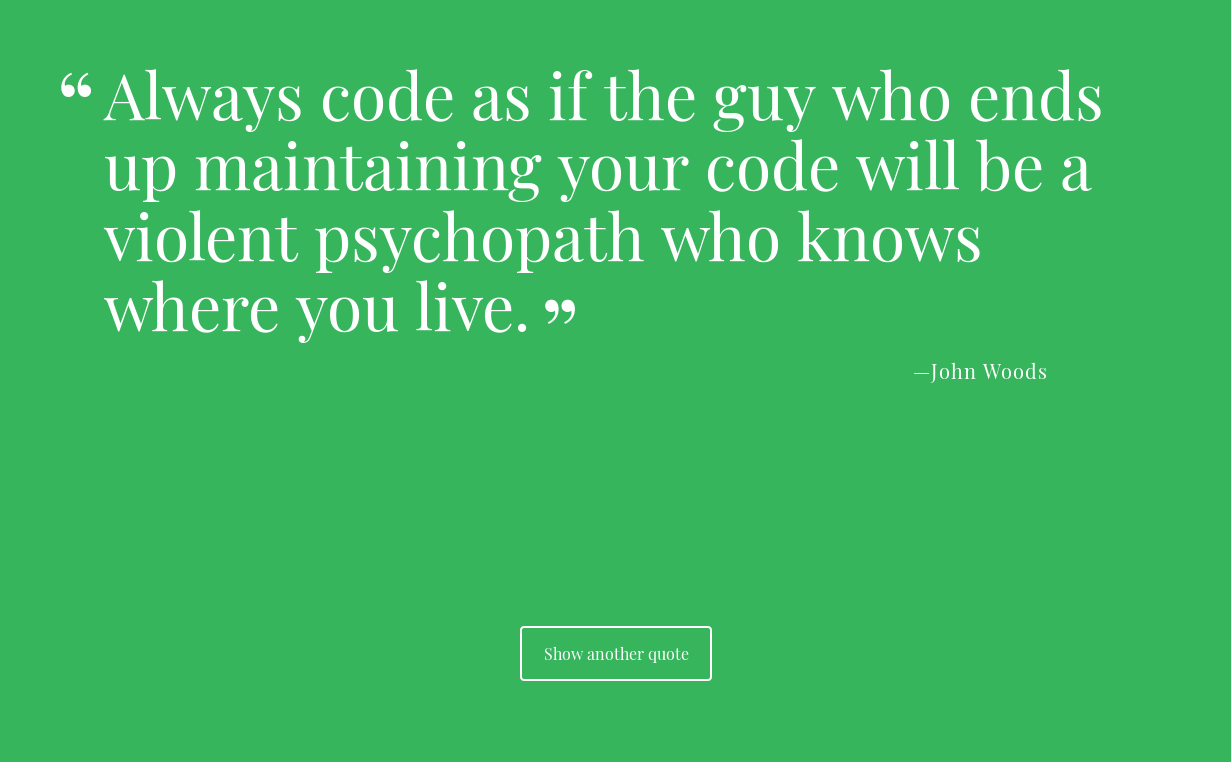 “ Always code as if the guy who ends
up maintaining your code will be a
violent psychopath who knows
where you live. ”
—John Woods
Show another quote